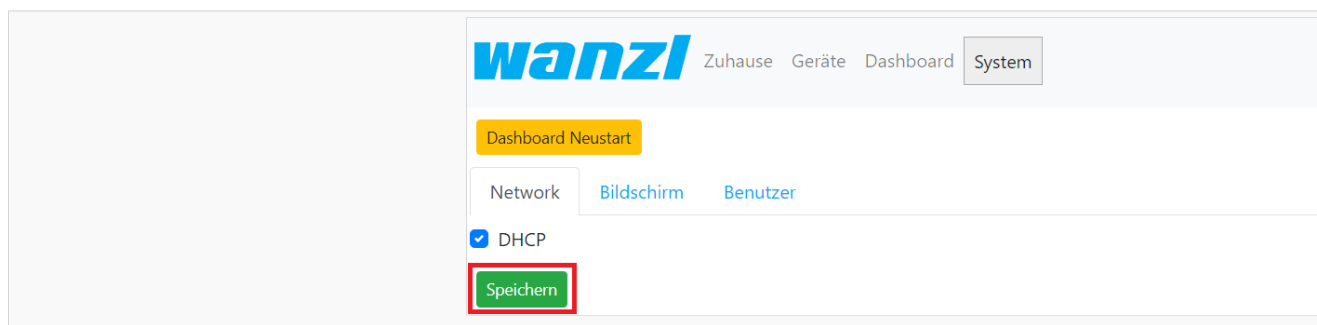 wanzl Zuhause Geräte Dashboard System
Dashboard Neustart
Network Bildschirm Benutzer
DHCP
Speichern